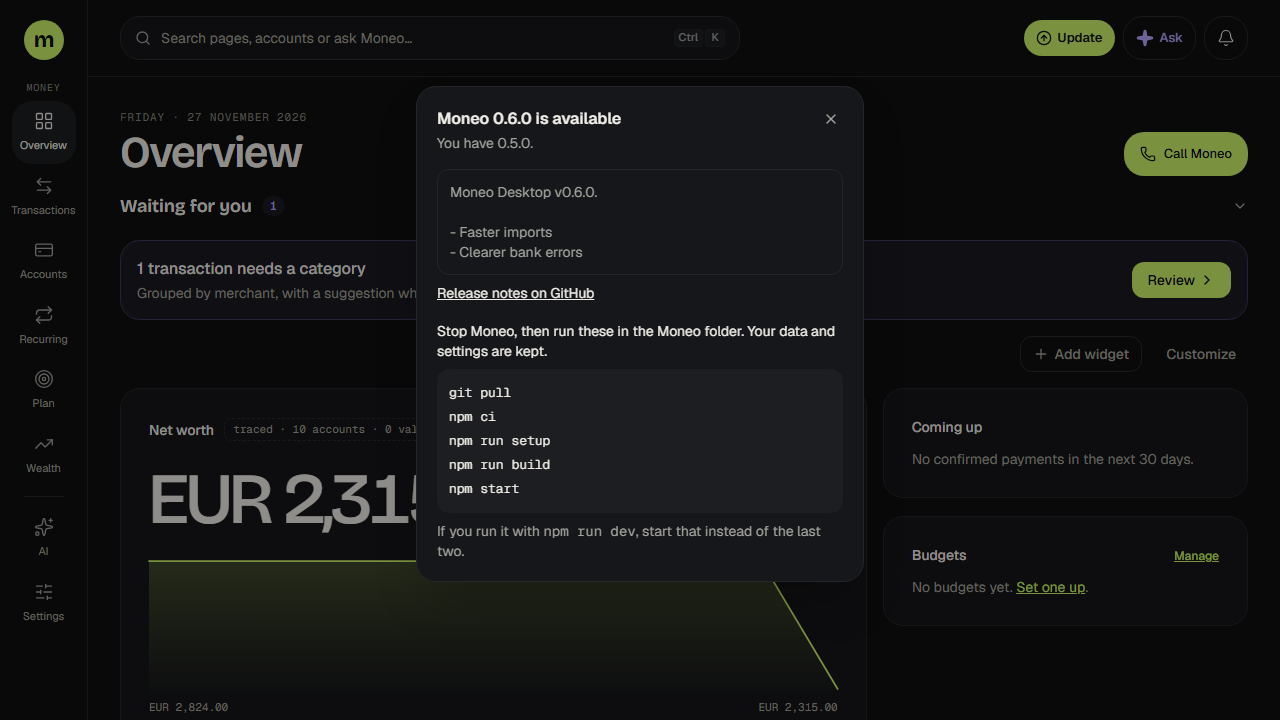 m
Search pages, accounts or ask Moneo...
Ctrl K
Update
Ask
MONEY
Overview
Transactions
Accounts
Recurring
Plan
Wealth
AI
Settings
FRIDAY · 27 NOVEMBER 2026
Overview
Call Moneo
Waiting for you 1
1 transaction needs a category
Grouped by merchant, with a suggestion
Review
Add widget
Customize
Net worth
traced · 10 accounts · 0
EUR 2,315
EUR 2,824.00
EUR 2,315.00
Coming up
No confirmed payments in the next 30 days.
Budgets
Manage
No budgets yet. Set one up.
Moneo 0.6.0 is available
You have 0.5.0.
Moneo Desktop v0.6.0.
- Faster imports
- Clearer bank errors
Release notes on GitHub
Stop Moneo, then run these in the Moneo folder. Your data and
settings are kept.
git pull
npm ci
npm run setup
npm run build
npm start
If you run it with npm run dev, start that instead of the last
two.